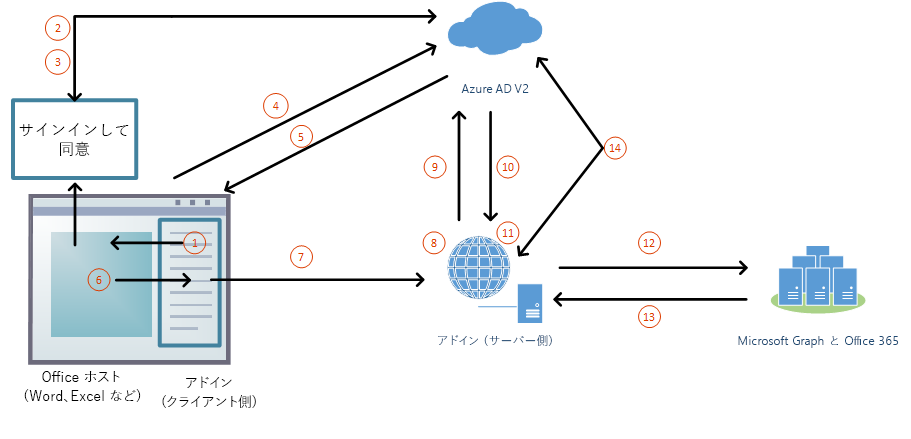 2
3
サインインして
同意
4
5
Azure AD V2
14
9
10
1
8
11
6
7
12
13
アドイン (サーバー側)
Microsoft Graph と Office 365
Office ホスト
(Word、Excel など)
アドイン
(クライアント側)